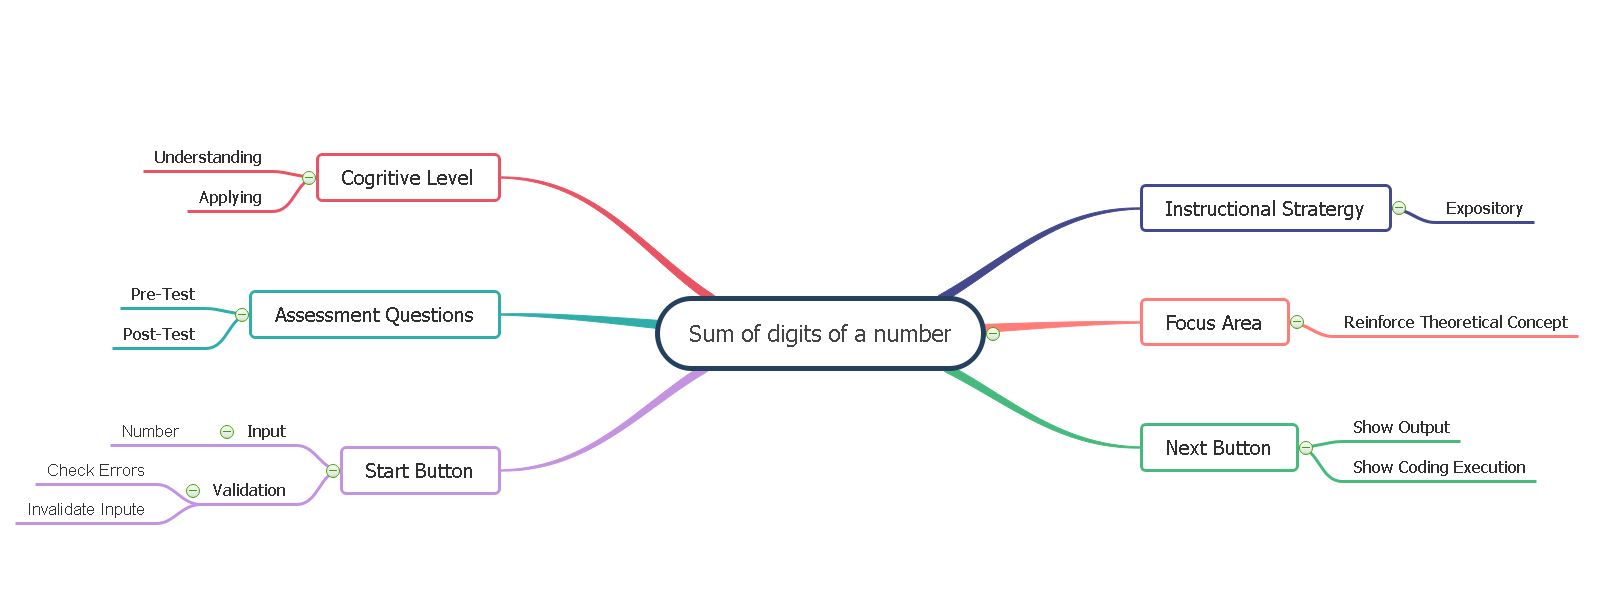 Sum of digits of a number
Cogritive Level
Understanding
Applying
Assessment Questions
Pre-Test
Post-Test
Start Button
Input
Number
Validation
Check Errors
Invalidate Inpute
Instructional Stratergy
Expository
Focus Area
Reinforce Theoretical Concept
Next Button
Show Output
Show Coding Execution